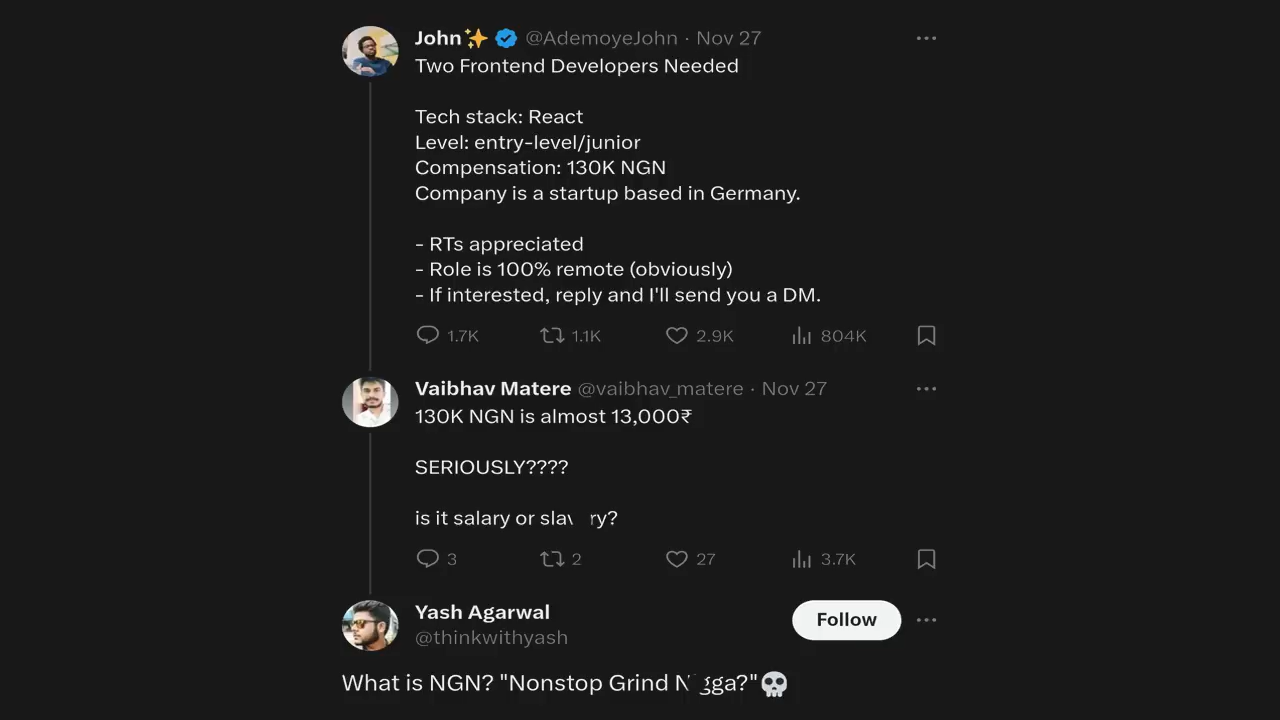 John✨ @AdemoyeJohn · Nov 27
Two Frontend Developers Needed
Tech stack: React
Level: entry-level/junior
Compensation: 130K NGN
Company is a startup based in Germany.
- RTs appreciated
- Role is 100% remote (obviously)
- If interested, reply and I'll send you a DM.
1.7K 1.1K 2.9K 804K
Vaibhav Matere @vaibhav_matere · Nov 27
130K NGN is almost 13,000₹
SERIOUSLY????
is it salary or
3 2 27 3.7K
Yash Agarwal
Follow
@thinkwithyash
What is NGN? "Nonstop Grind 💀